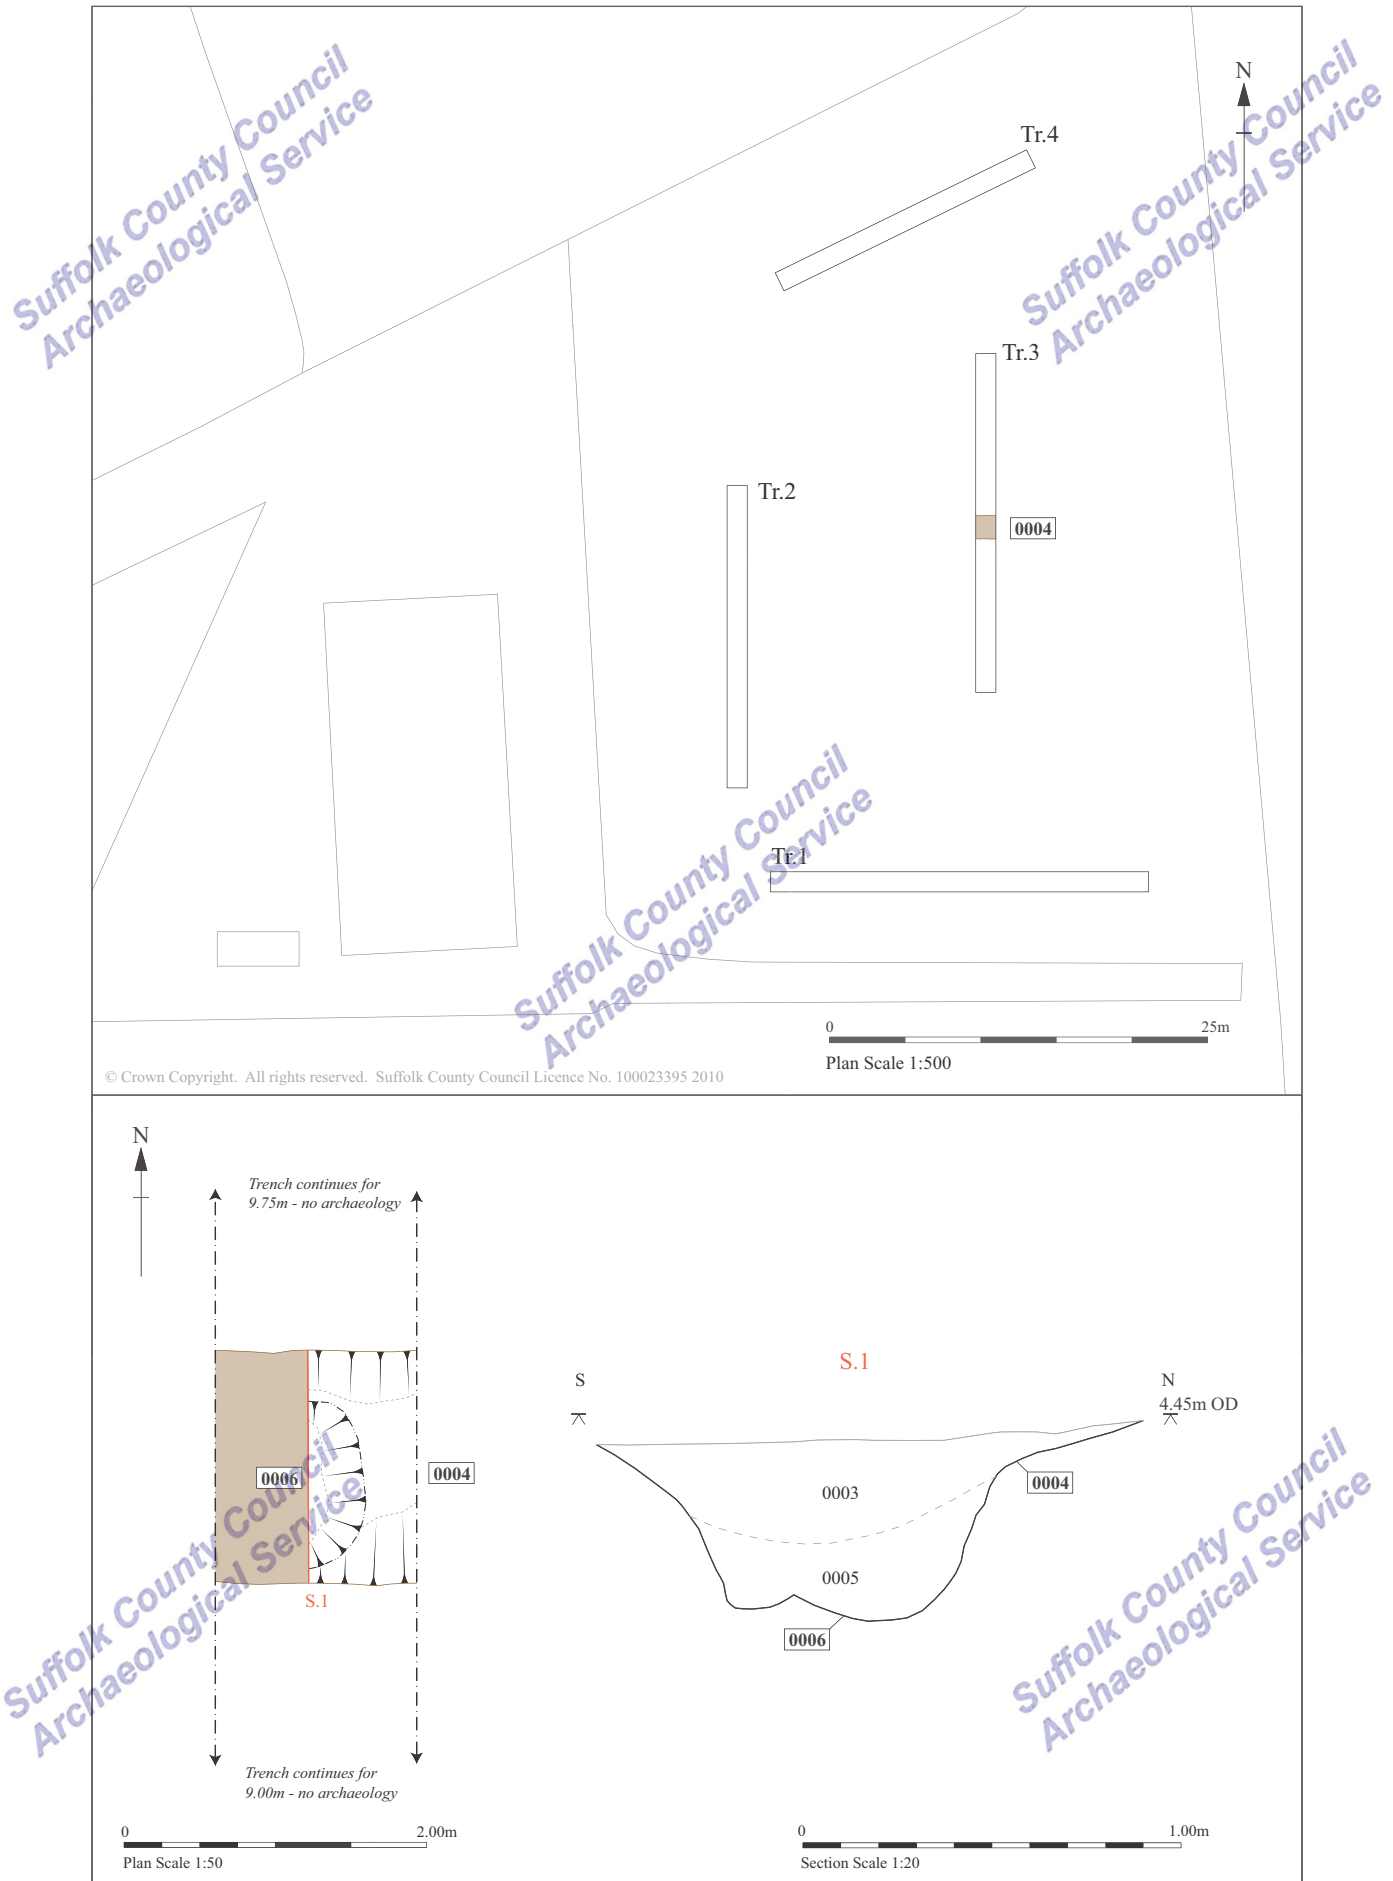 Suffolk County Council
Archaeological Service
Suffolk County Council
Archaeological Service
N
Tr.4
Tr.3
Tr.2
0004
Tr.1
Suffolk County Council
Archaeological Service
0
25m
Plan Scale 1:500
© Crown Copyright. All rights reserved. Suffolk County Council Licence No. 100023395 2010
N
Trench continues for
9.75m - no archaeology
S.1
S
N
4.45m OD
0006
0004
0003
0004
0005
S.1
0006
Suffolk County Council
Archaeological Service
Suffolk County Council
Archaeological Service
Trench continues for
9.00m - no archaeology
0
2.00m
Plan Scale 1:50
0
1.00m
Section Scale 1:20